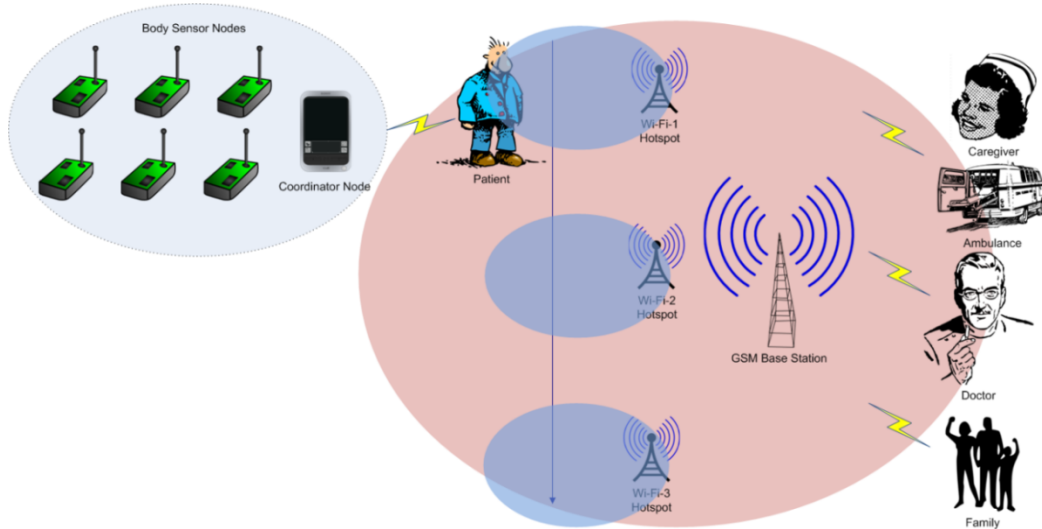 Body Sensor Nodes
Coordinator Node
Patient
Wi-Fi-1
Hotspot
Wi-Fi-2
Hotspot
Wi-Fi-3
Hotspot
GSM Base Station
Caregiver
Ambulance
Doctor
Family